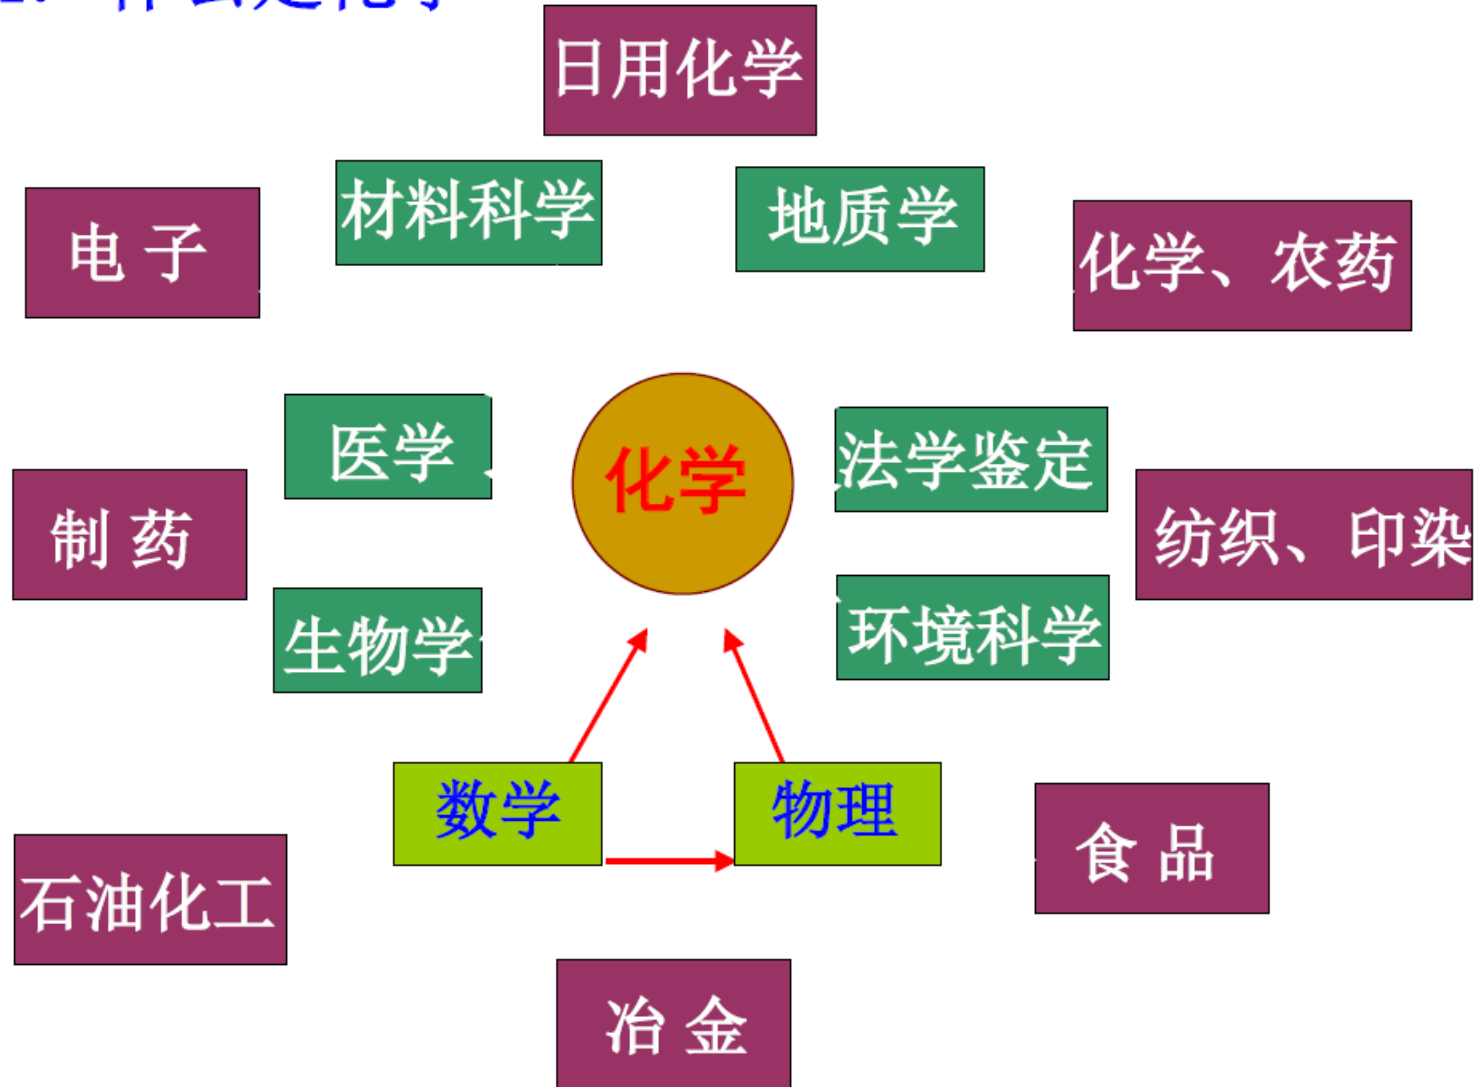 日用化学
材料科学
地质学
电 子
化学、农药
医学
化学
法学鉴定
制 药
纺织、印染
生物学
环境科学
数学
物理
食 品
石油化工
冶 金